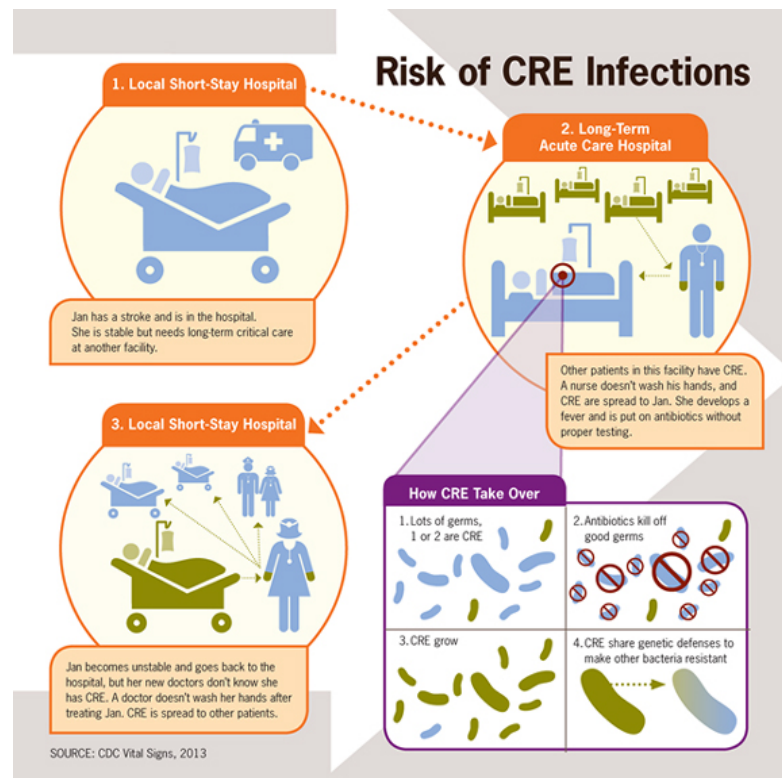 Risk of CRE Infections
1. Local Short-Stay Hospital
Jan has a stroke and is in the hospital.
She is stable but needs long-term critical care
at another facility.
2. Long-Term
Acute Care Hospital
Other patients in this facility have CRE.
A nurse doesn't wash his hands, and
CRE are spread to Jan. She develops a
fever and is put on antibiotics without
proper testing.
3. Local Short-Stay Hospital
Jan becomes unstable and goes back to the
hospital, but her new doctors don't know she
has CRE. A doctor doesn't wash her hands after
treating Jan. CRE is spread to other patients.
How CRE Take Over
1. Lots of germs,
1 or 2 are CRE
2. Antibiotics kill off
good germs
3. CRE grow
4. CRE share genetic defenses to
make other bacteria resistant
SOURCE: CDC Vital Signs, 2013